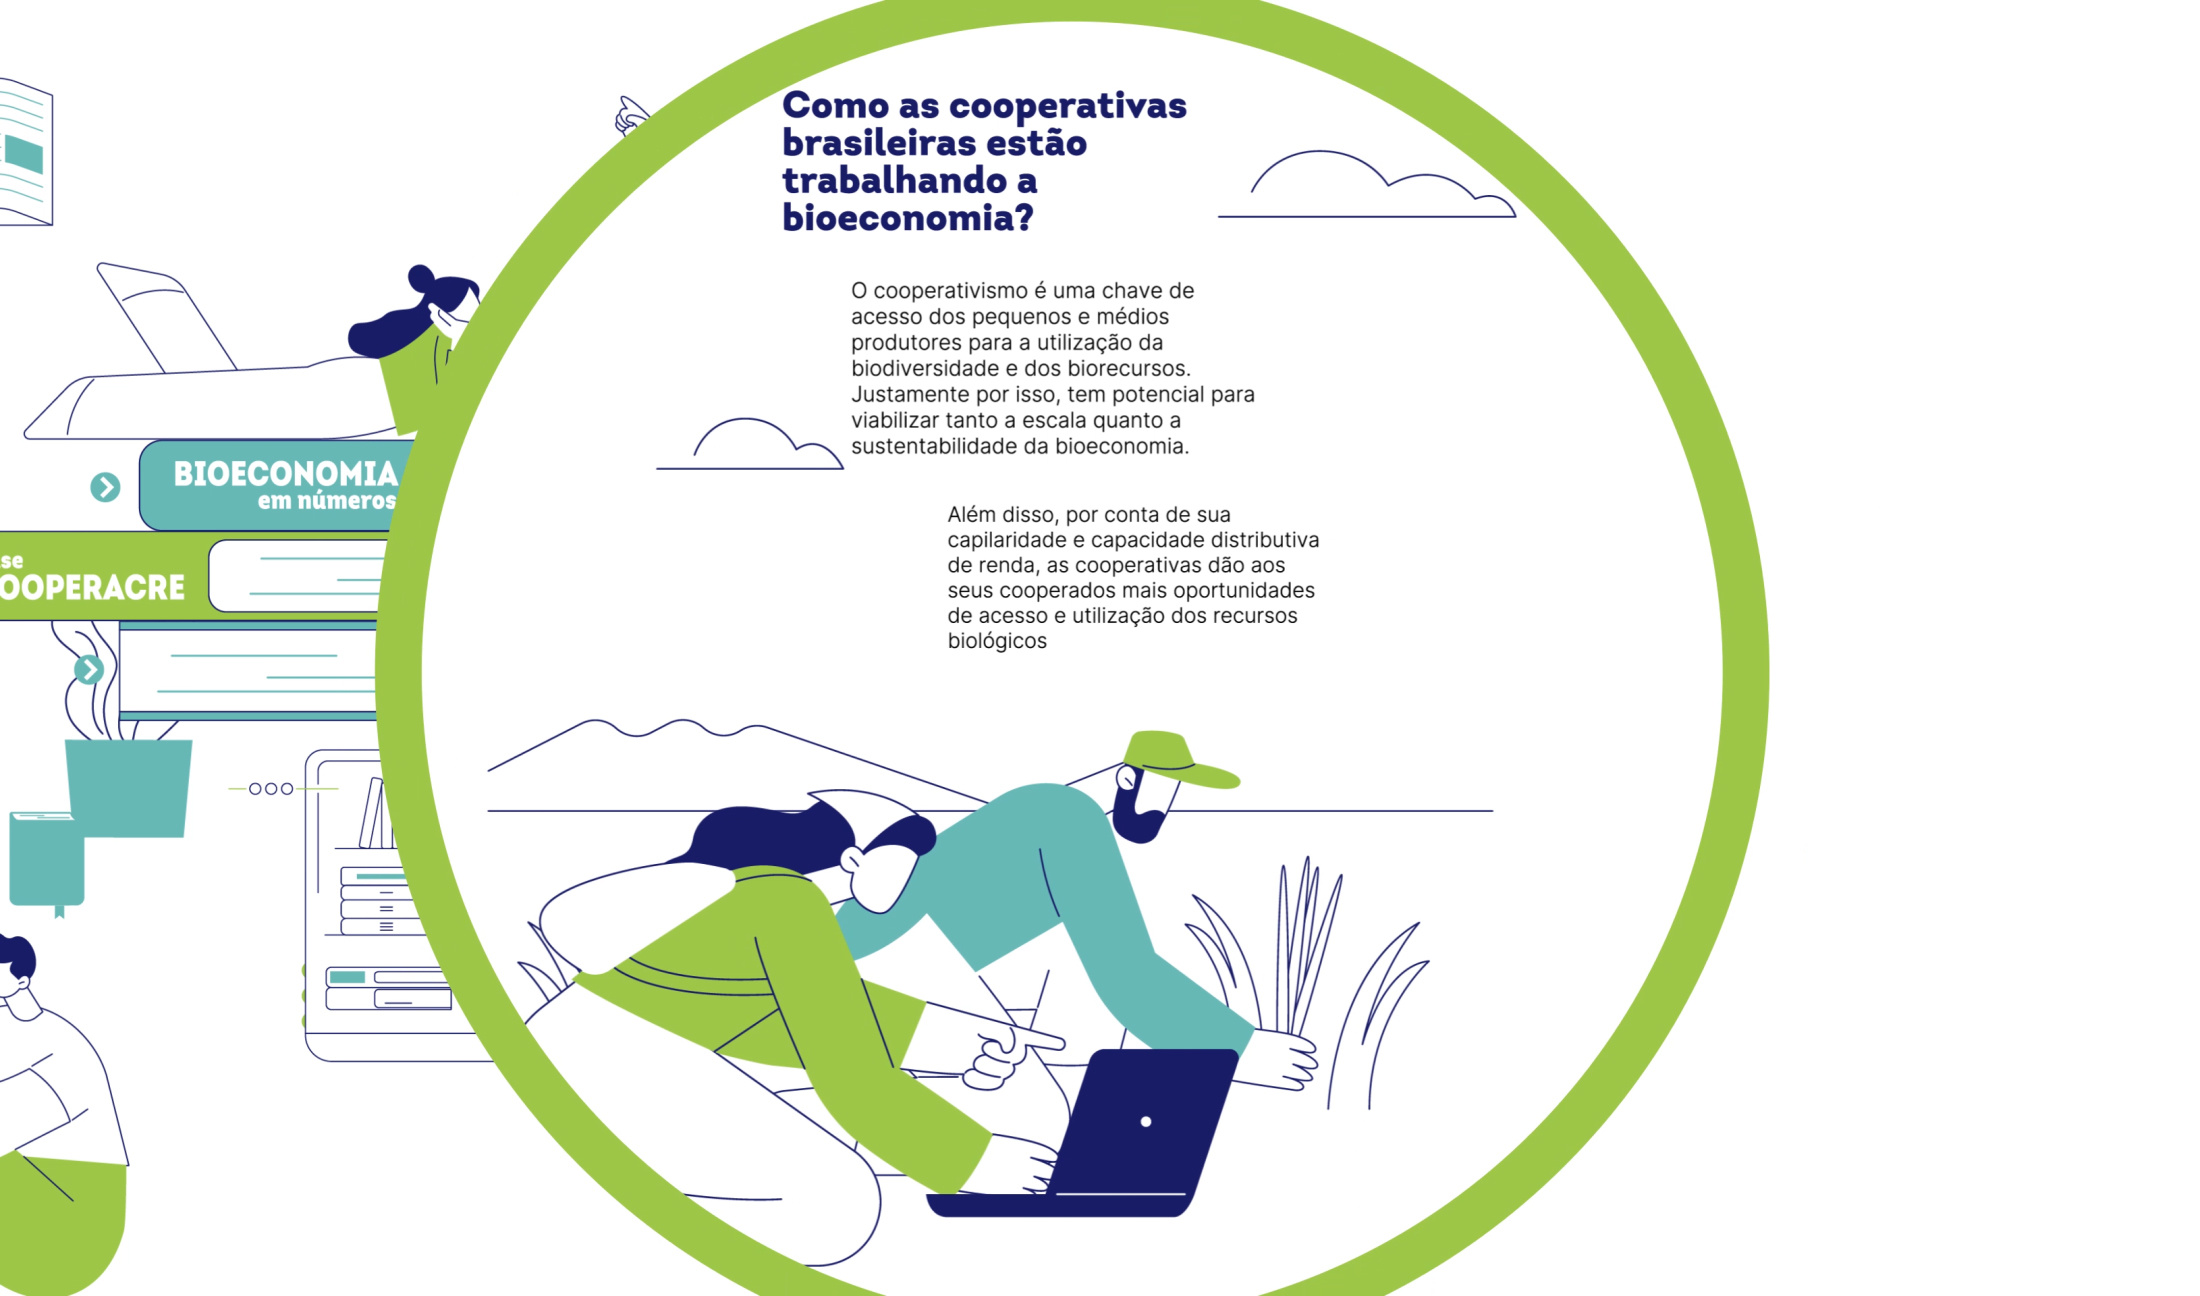 Como as cooperativas
brasileiras estão
trabalhando a
bioeconomia?
O cooperativismo é uma chave de
acesso dos pequenos e médios
produtores para a utilização da
biodiversidade e dos biorecursos.
Justamente por isso, tem potencial para
viabilizar tanto a escala quanto a
sustentabilidade da bioeconomia.
Além disso, por conta de sua
capilaridade e capacidade distributiva
de renda, as cooperativas dão aos
seus cooperados mais oportunidades
de acesso e utilização dos recursos
biológicos
BIOECONOMIA
em números
se
OOPERACRE